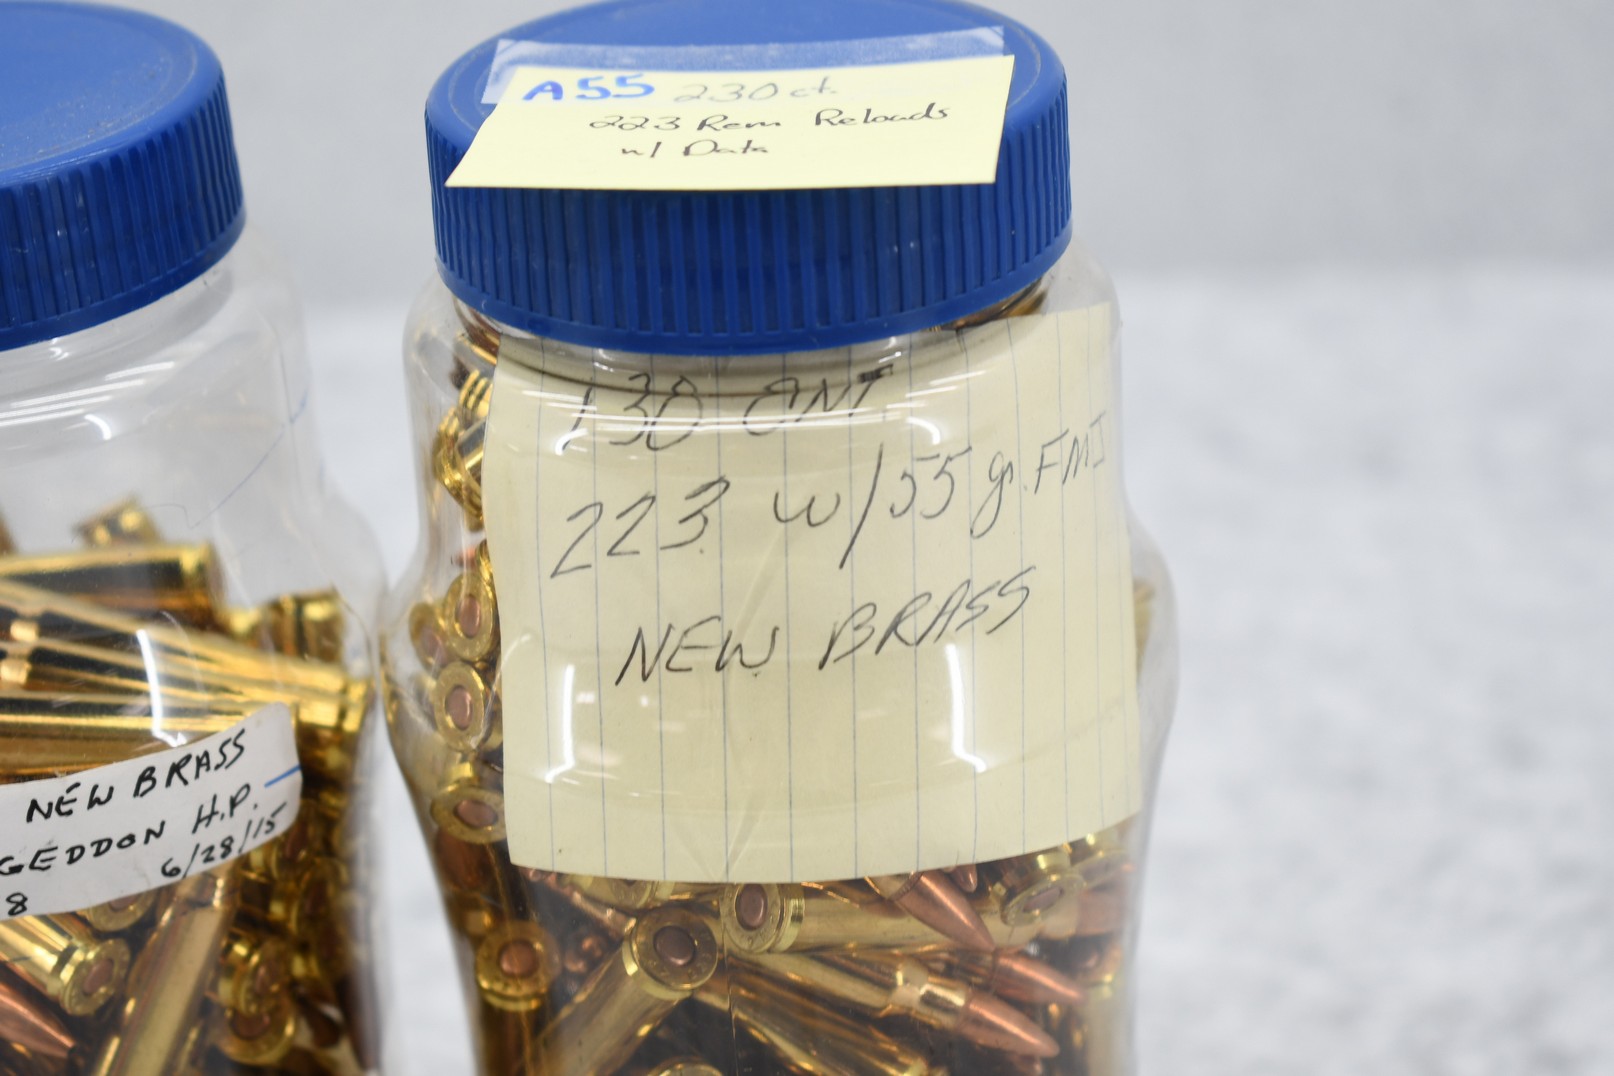 A55 230 ct.
223 Rem Reloads
w/ Data
130 CNT.
223 w/55 gr. FMJ
NEW BRASS
NEW BRASS
GEDDON H.P.
8 6/28/15